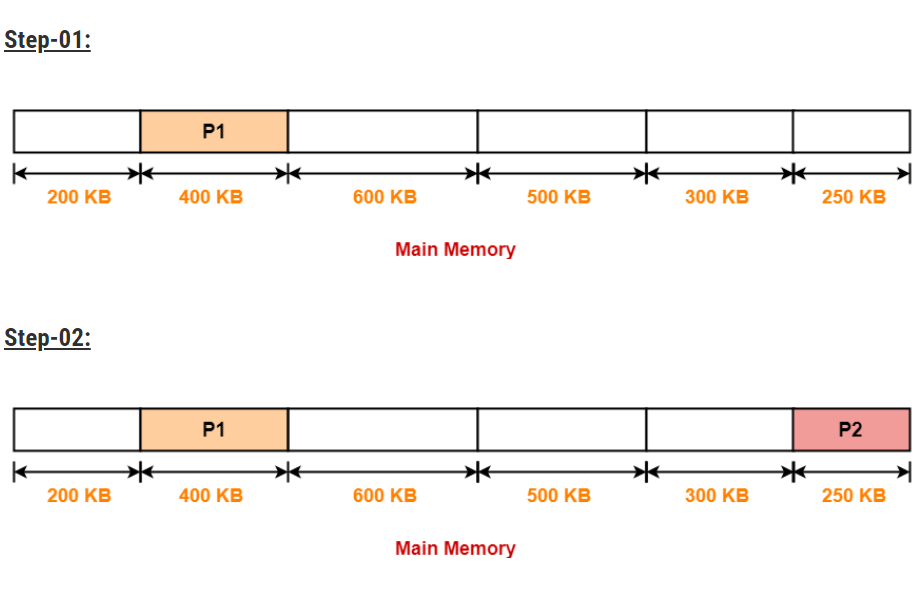 Step-01:
P1
200 KB 400 KB 600 KB 500 KB 300 KB 250 KB
Main Memory
Step-02:
P1 P2
200 KB 400 KB 600 KB 500 KB 300 KB 250 KB
Main Memory